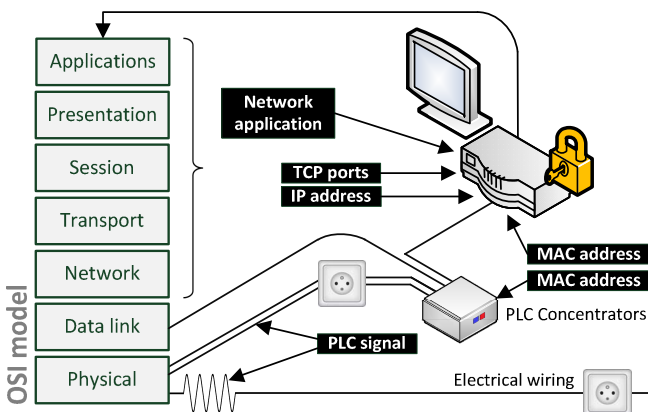 Applications
Presentation
Session
Transport
Network
Data link
Physical
OSI model
Network
application
TCP ports
IP address
MAC address
MAC address
PLC Concentrators
PLC signal
Electrical wiring